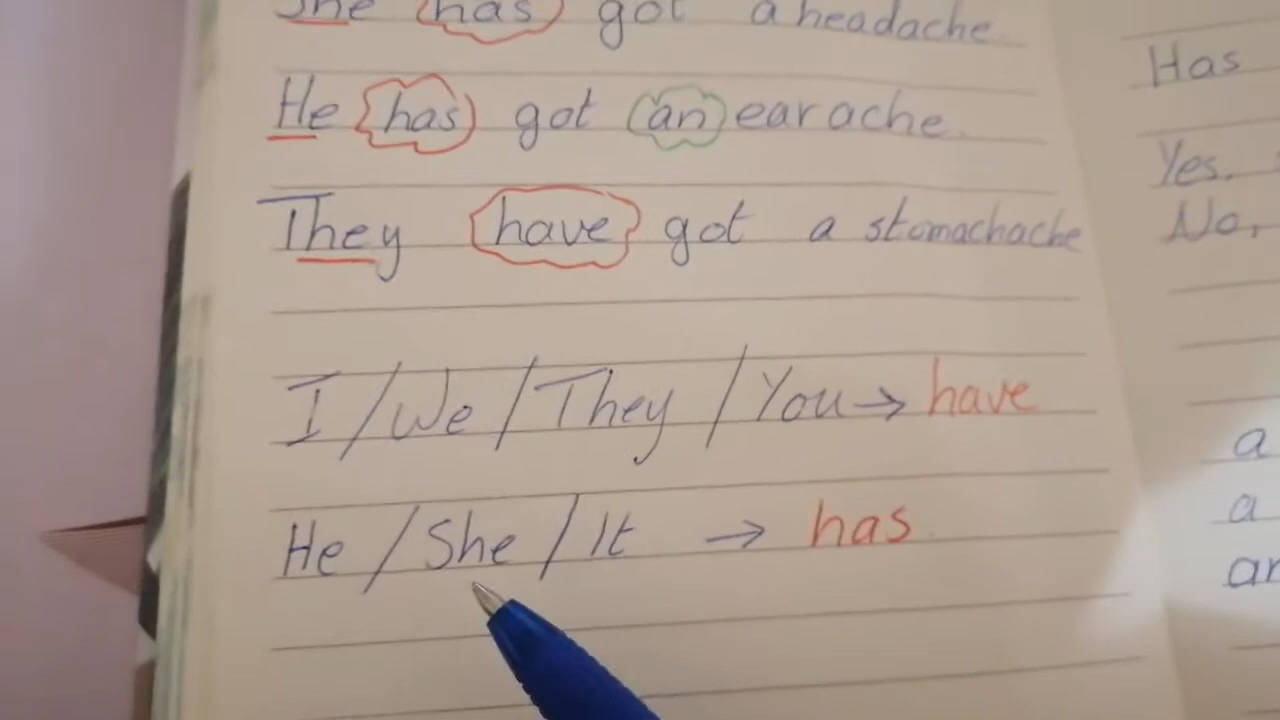 She has got a headache
He has got an earache.
They have got a stomachache
I / We / They / You → have
He / She / It → has.
Has
Yes.
No,
a
a
an